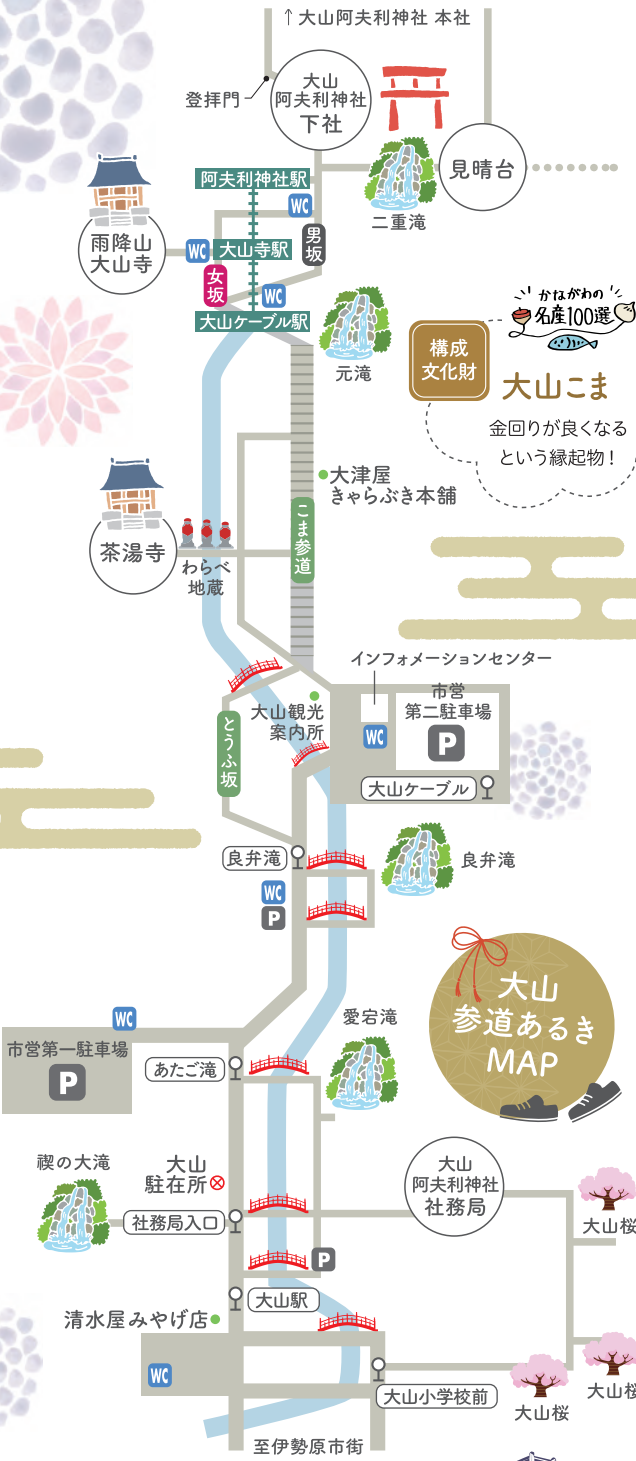 ↑大山阿夫利神社 本社
登拝門
大山
阿夫利神社
下社
見晴台
二重滝
阿夫利神社駅
WC
男坂
雨降山
大山寺
WC
大山寺駅
女坂
WC
大山ケーブル駅
元滝
かながわの
名産100選
構成
文化財
大山こま
金回りが良くなる
という縁起物!
大津屋
きゃらぶき本舗
こま参道
茶湯寺
わらべ
地蔵
インフォメーションセンター
大山観光
案内所
市営
第二駐車場
WC
P
とうふ坂
大山ケーブル
良弁滝
良弁滝
WC
P
大山
参道あるき
MAP
愛宕滝
WC
市営第一駐車場
P
あたご滝
禊の大滝
大山
駐在所
社務局入口
大山
阿夫利神社
社務局
大山桜
P
大山駅
清水屋みやげ店
WC
大山小学校前
大山桜
大山桜
至伊勢原市街